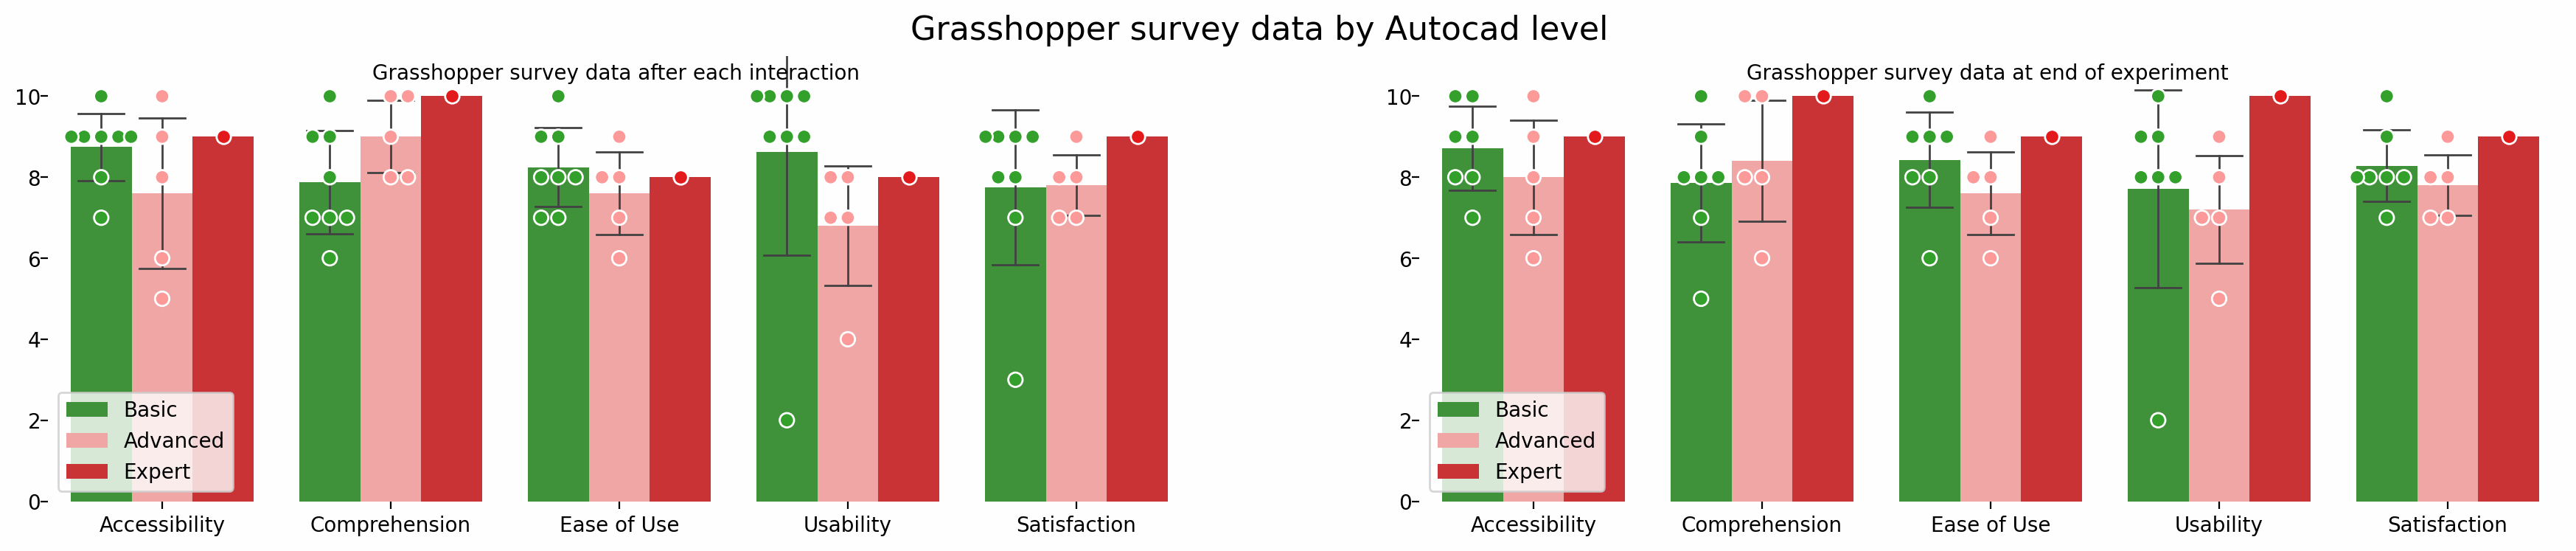 Grasshopper survey data by Autocad level
Grasshopper survey data after each interaction
10
8
6
4
2
0
Basic
Advanced
Expert
Accessibility
Comprehension
Ease of Use
Usability
Satisfaction
Grasshopper survey data at end of experiment
10
8
6
4
2
0
Basic
Advanced
Expert
Accessibility
Comprehension
Ease of Use
Usability
Satisfaction